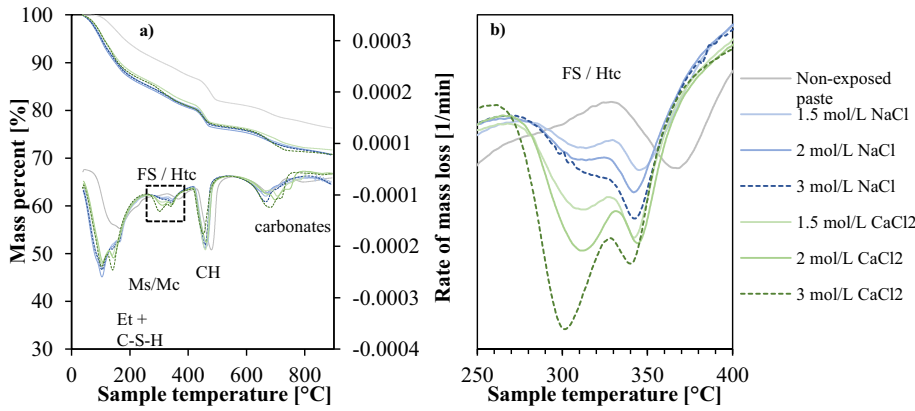 a)
Mass percent [%]
100
90
80
70
60
50
40
30
0.0003
0.0002
0.0001
-0.0001
-0.0002
-0.0003
-0.0004
Rate of mass loss [1/min]
FS / Htc
Ms/Mc
CH
carbonates
Et +
C-S-H
0 200 400 600 800
Sample temperature [°C]
b)
FS / Htc
250 300 350 400
Sample temperature [°C]
Non-exposed
paste
1.5 mol/L NaCl
2 mol/L NaCl
3 mol/L NaCl
1.5 mol/L CaCl2
2 mol/L CaCl2
3 mol/L CaCl2